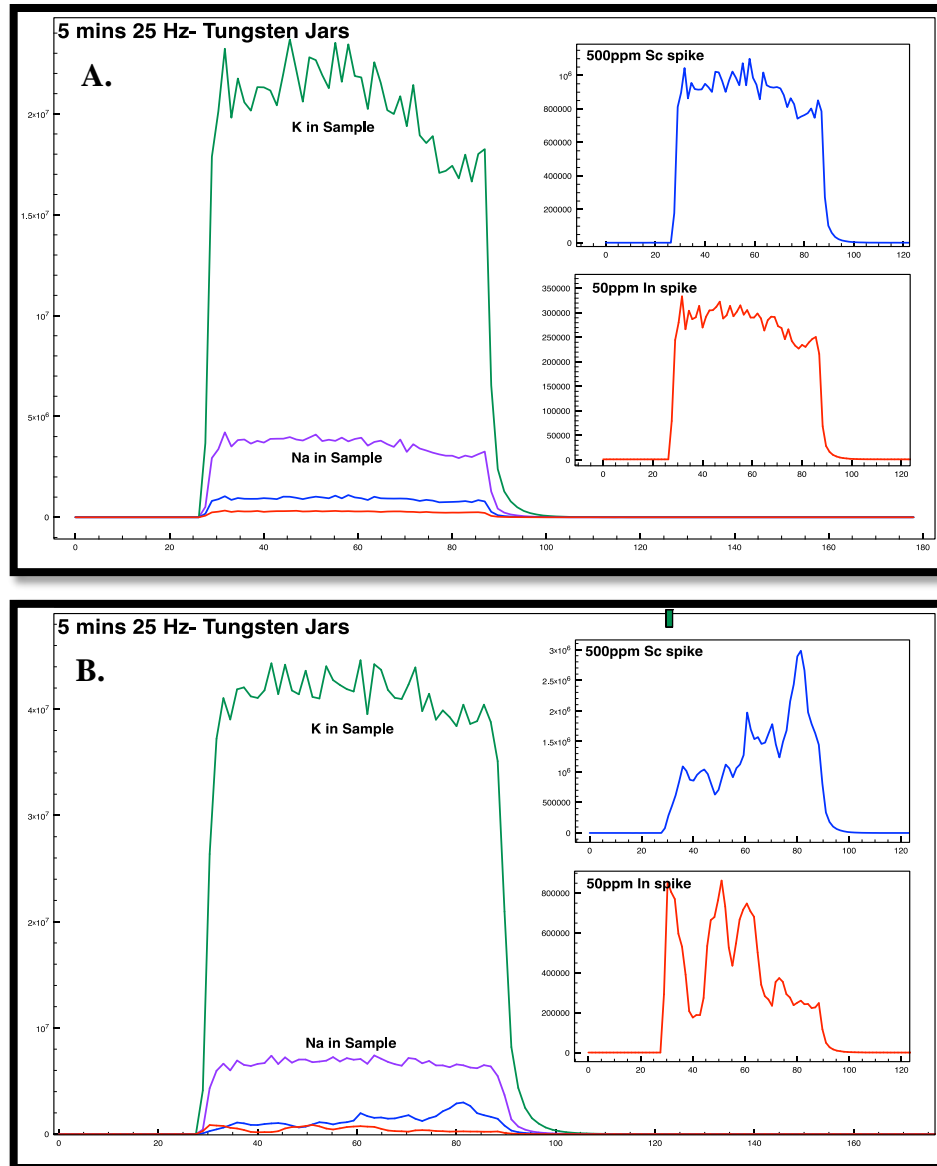 5 mins 25 Hz- Tungsten Jars
A.
2×10⁷
1.5×10⁷
10⁷
5×10⁶
0
K in Sample
Na in Sample
0 20 40 60 80 100 120 140 160 180
500ppm Sc spike
10⁶
800000
600000
400000
200000
0
0 20 40 60 80 100 120
50ppm In spike
350000
300000
250000
200000
150000
100000
50000
0
0 20 40 60 80 100 120
5 mins 25 Hz- Tungsten Jars
B.
4×10⁷
3×10⁷
2×10⁷
10⁷
0
K in Sample
Na in Sample
0 20 40 60 80 100 120 140 160
500ppm Sc spike
3×10⁶
2.5×10⁶
2×10⁶
1.5×10⁶
10⁶
500000
0
0 20 40 60 80 100 120
50ppm In spike
800000
600000
400000
200000
0
0 20 40 60 80 100 120